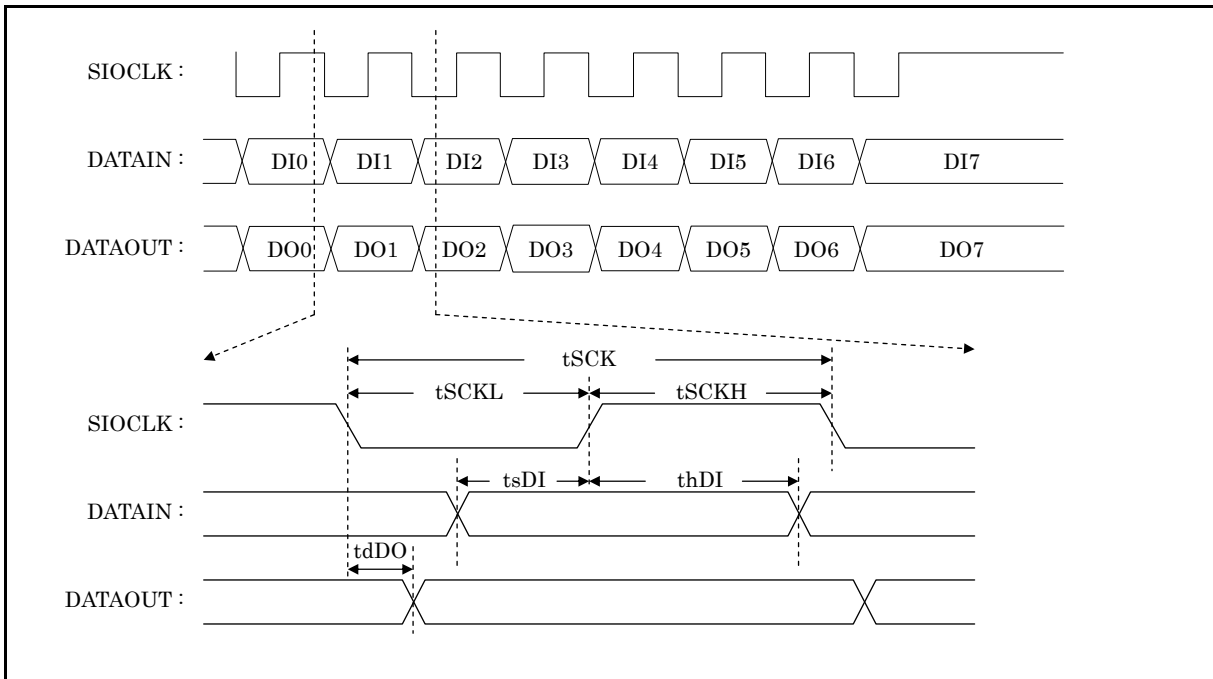 SIOCLK :
DATAIN : DI0 DI1 DI2 DI3 DI4 DI5 DI6 DI7
DATAOUT : DO0 DO1 DO2 DO3 DO4 DO5 DO6 DO7
tSCK
tSCKL tSCKH
SIOCLK :
tsDI thDI
DATAIN :
tdDO
DATAOUT :